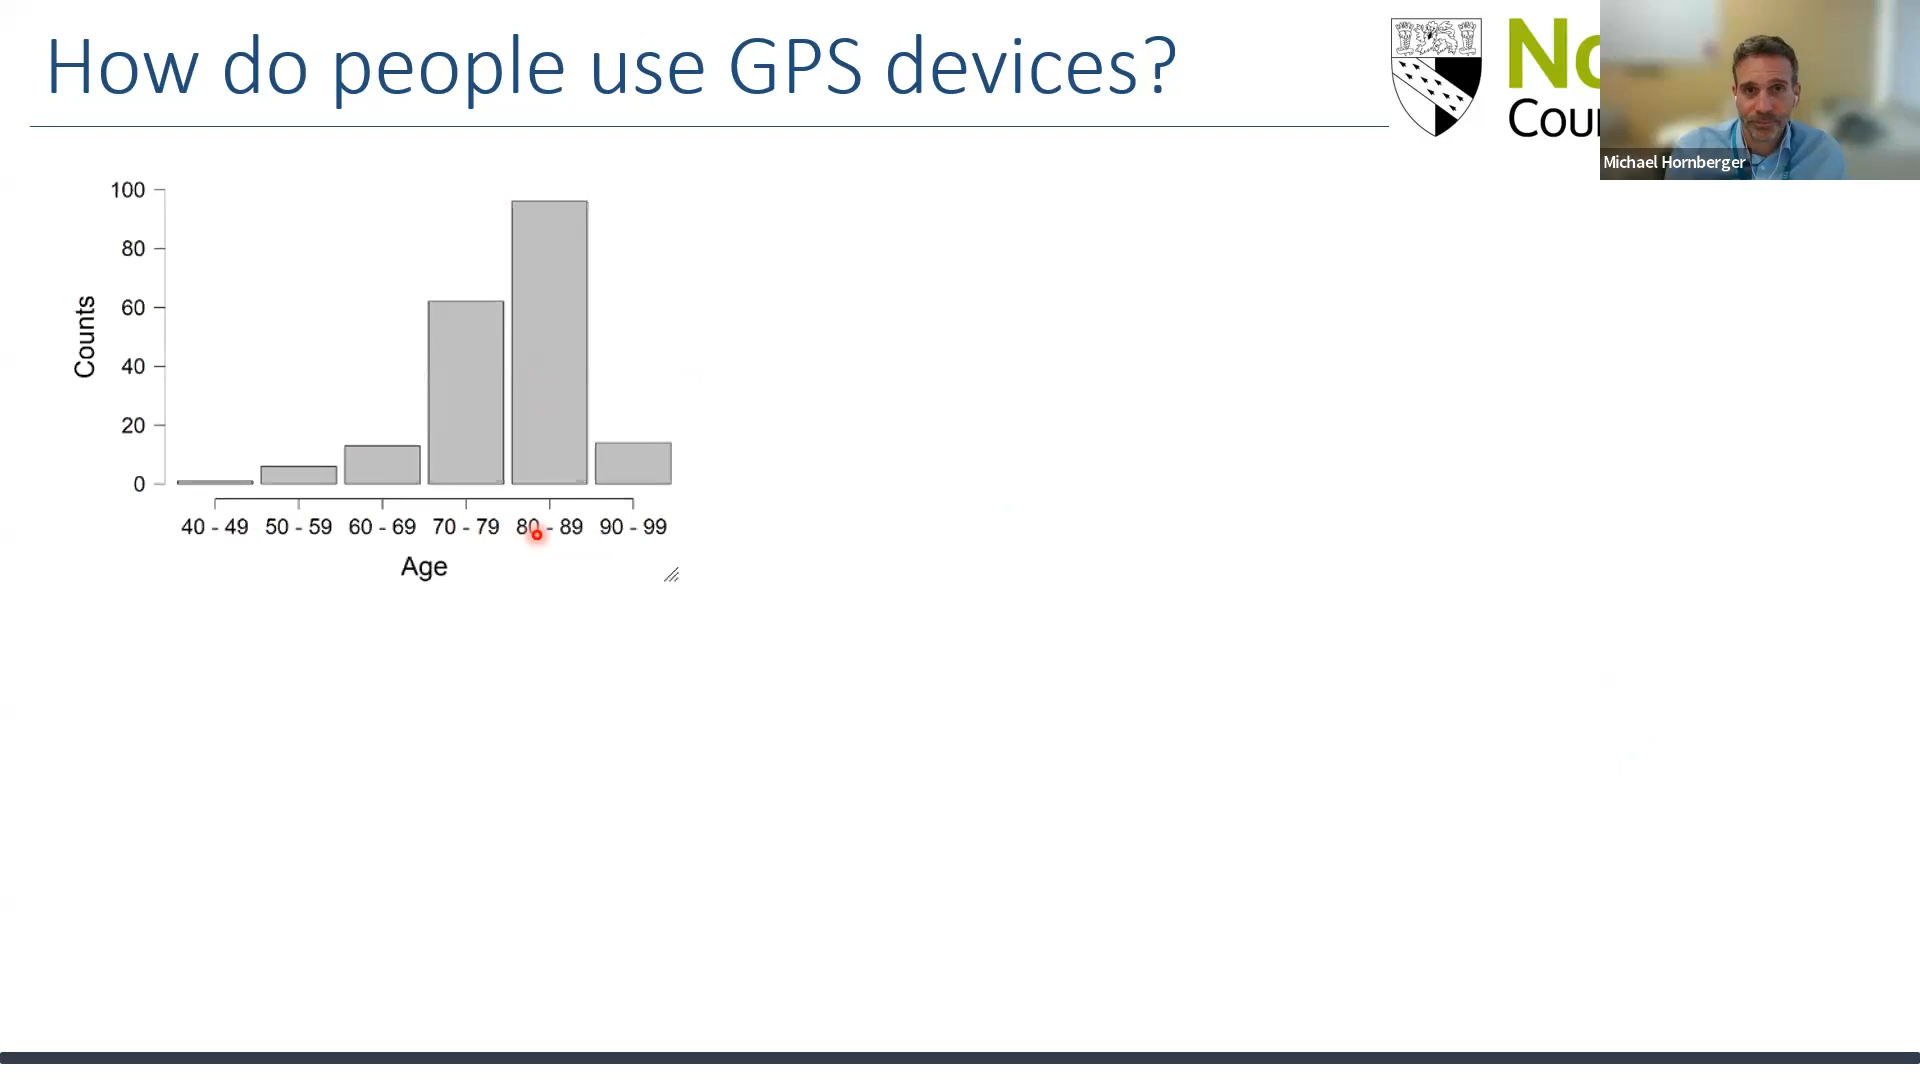 How do people use GPS devices?
Cou
Michael Hornberger
100
80
60
40
20
0
Counts
40 - 49 50 - 59 60 - 69 70 - 79 80 - 89 90 - 99
Age